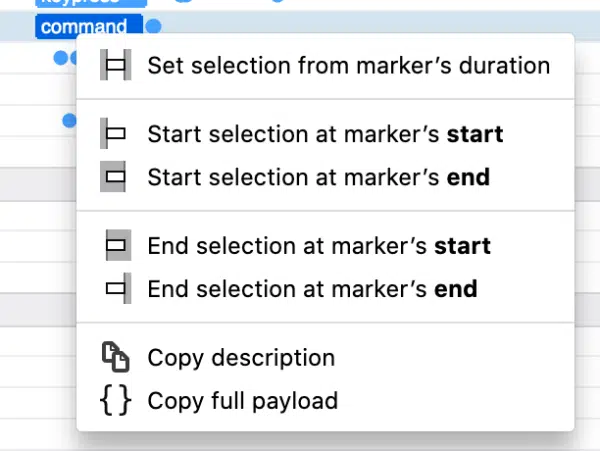 keypress
command
Set selection from marker’s duration
Start selection at marker’s start
Start selection at marker’s end
End selection at marker’s start
End selection at marker’s end
Copy description
{} Copy full payload